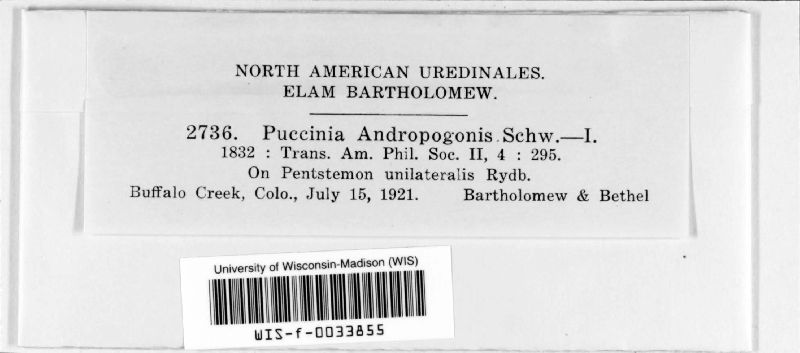 NORTH AMERICAN UREDINALES.
ELAM BARTHOLOMEW.
2736. Puccinia Andropogonis Schw.—I.
1832 : Trans. Am. Phil. Soc. II, 4 : 295.
On Pentstemon unilateralis Rydb.
Buffalo Creek, Colo., July 15, 1921. Bartholomew & Bethel
University of Wisconsin-Madison (WIS)
WIS-f-0033855